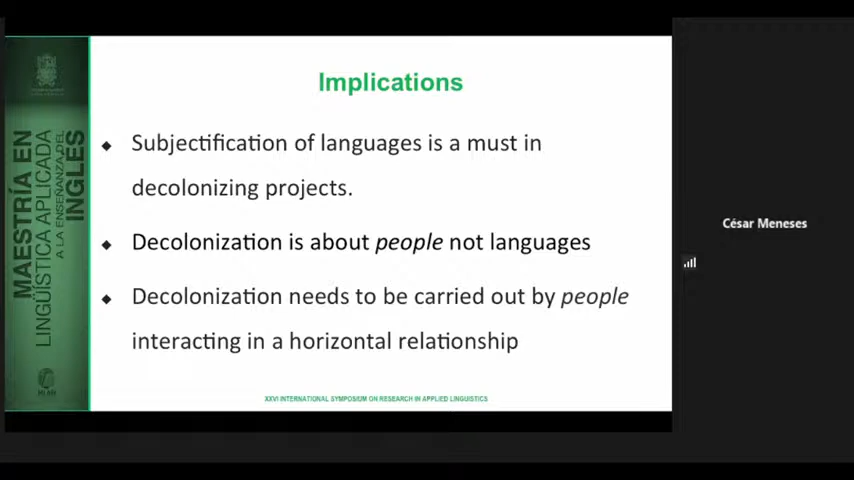 MAESTRÍA EN
LINGÜÍSTICA APLICADA
A LA ENSEÑANZA DEL
INGLÉS
Implications
Subjectification of languages is a must in
decolonizing projects.
Decolonization is about people not languages
Decolonization needs to be carried out by people
interacting in a horizontal relationship
XXVI INTERNATIONAL SYMPOSIUM ON RESEARCH IN APPLIED LINGUISTICS
César Meneses